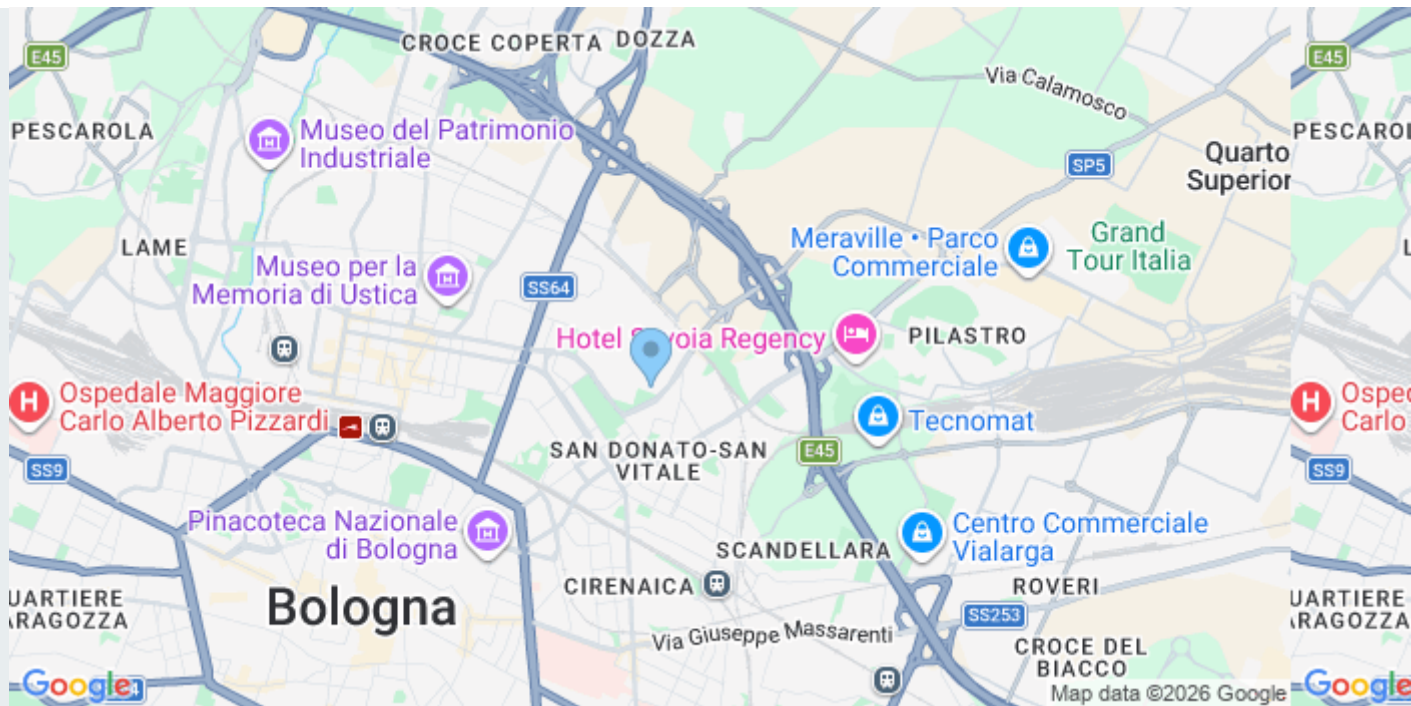 CROCE COPERTA
DOZZA
E45
E45
Via Calamosco
PESCAROLA
Museo del Patrimonio
Industriale
SP5
Quarto
Superior
PESCAROL
LAME
Meraville • Parco
Commerciale
Grand
Tour Italia
Museo per la
Memoria di Ustica
SS64
Hotel Savoia Regency
PILASTRO
Ospedale Maggiore
Carlo Alberto Pizzardi
Tecnomat
Osped
Carlo
SAN DONATO-SAN
VITALE
E45
SS9
SS9
Pinacoteca Nazionale
di Bologna
Centro Commerciale
Vialarga
SCANDELLARA
CIRENAICA
ROVERI
UARTIERE
ARAGOZZA
Bologna
SS253
UARTIERE
ARAGOZZA
Via Giuseppe Massarenti
CROCE DEL
BIACCO
Google
Map data ©2026 Google
Google